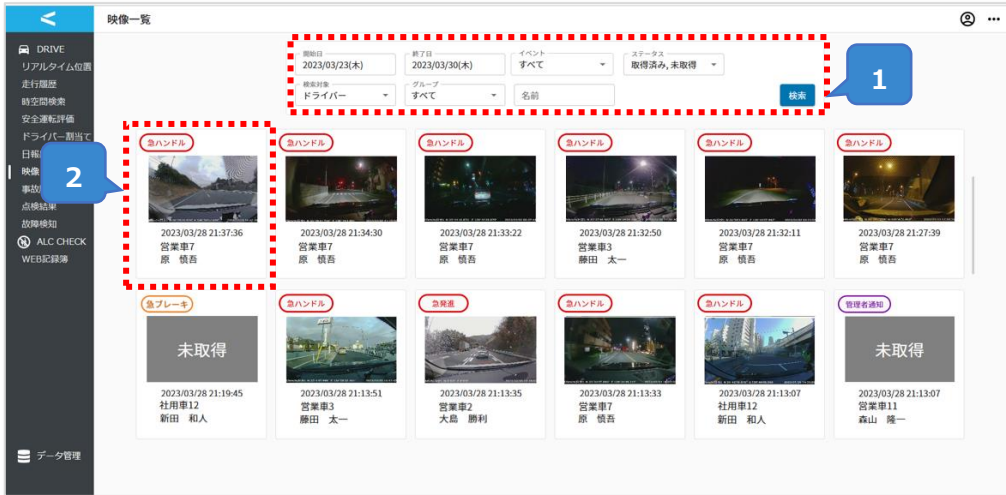 映像一覧
DRIVE
リアルタイム位置
走行履歴
時空間検索
安全運転評価
ドライバー割当て
日報
映像
事故
点検結果
故障検知
ALC CHECK
WEB記録簿
データ管理
開始日
2023/03/23(木)
終了日
2023/03/30(木)
イベント
すべて
ステータス
取得済み, 未取得
検索対象
ドライバー
グループ
すべて
名前
検索
1
2
急ハンドル
2023/03/28 21:37:36
営業車7
原 慎吾
急ハンドル
2023/03/28 21:34:30
営業車7
原 慎吾
急ハンドル
2023/03/28 21:33:22
営業車7
原 慎吾
急ハンドル
2023/03/28 21:32:50
営業車3
藤田 太一
急ハンドル
2023/03/28 21:32:11
営業車7
原 慎吾
急ハンドル
2023/03/28 21:27:39
営業車7
原 慎吾
急ブレーキ
未取得
2023/03/28 21:19:45
社用車12
新田 和人
急ハンドル
2023/03/28 21:13:51
営業車3
藤田 太一
急発進
2023/03/28 21:13:35
営業車2
大島 勝利
急ハンドル
2023/03/28 21:13:33
営業車7
原 慎吾
急ハンドル
2023/03/28 21:13:07
社用車12
新田 和人
管理者通知
未取得
2023/03/28 21:13:07
営業車11
森山 隆一